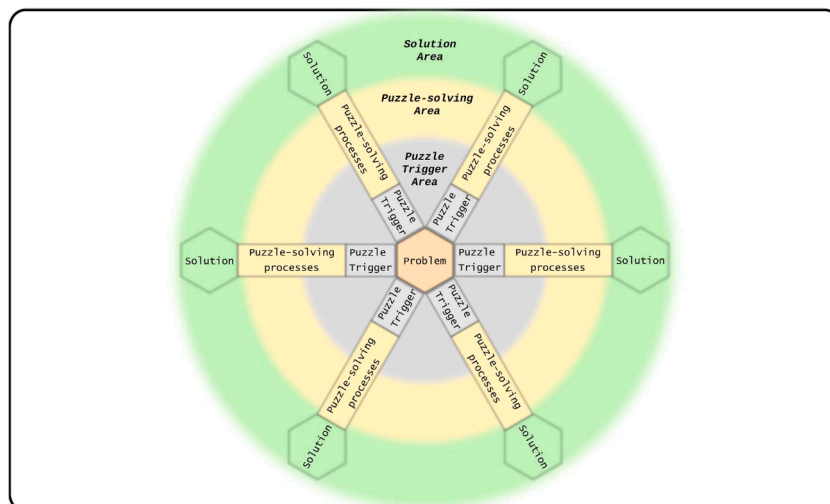 Solution
Area
Solution
Solution
Puzzle-solving
Area
Puzzle-solving
processes
Puzzle-solving
processes
Puzzle
Trigger
Area
Puzzle
Trigger
Puzzle
Trigger
Solution
Puzzle-solving
processes
Puzzle
Trigger
Problem
Puzzle
Trigger
Puzzle-solving
processes
Solution
Puzzle
Trigger
Puzzle
Trigger
Puzzle-solving
processes
Puzzle-solving
processes
Solution
Solution